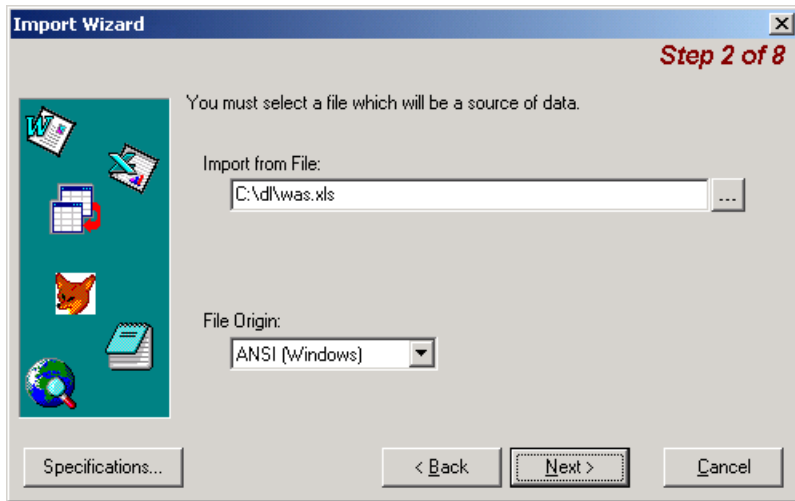 Import Wizard
Step 2 of 8
You must select a file which will be a source of data.
Import from File:
C:\dl\was.xls
...
File Origin:
ANSI (Windows)
Specifications...
< Back
Next >
Cancel